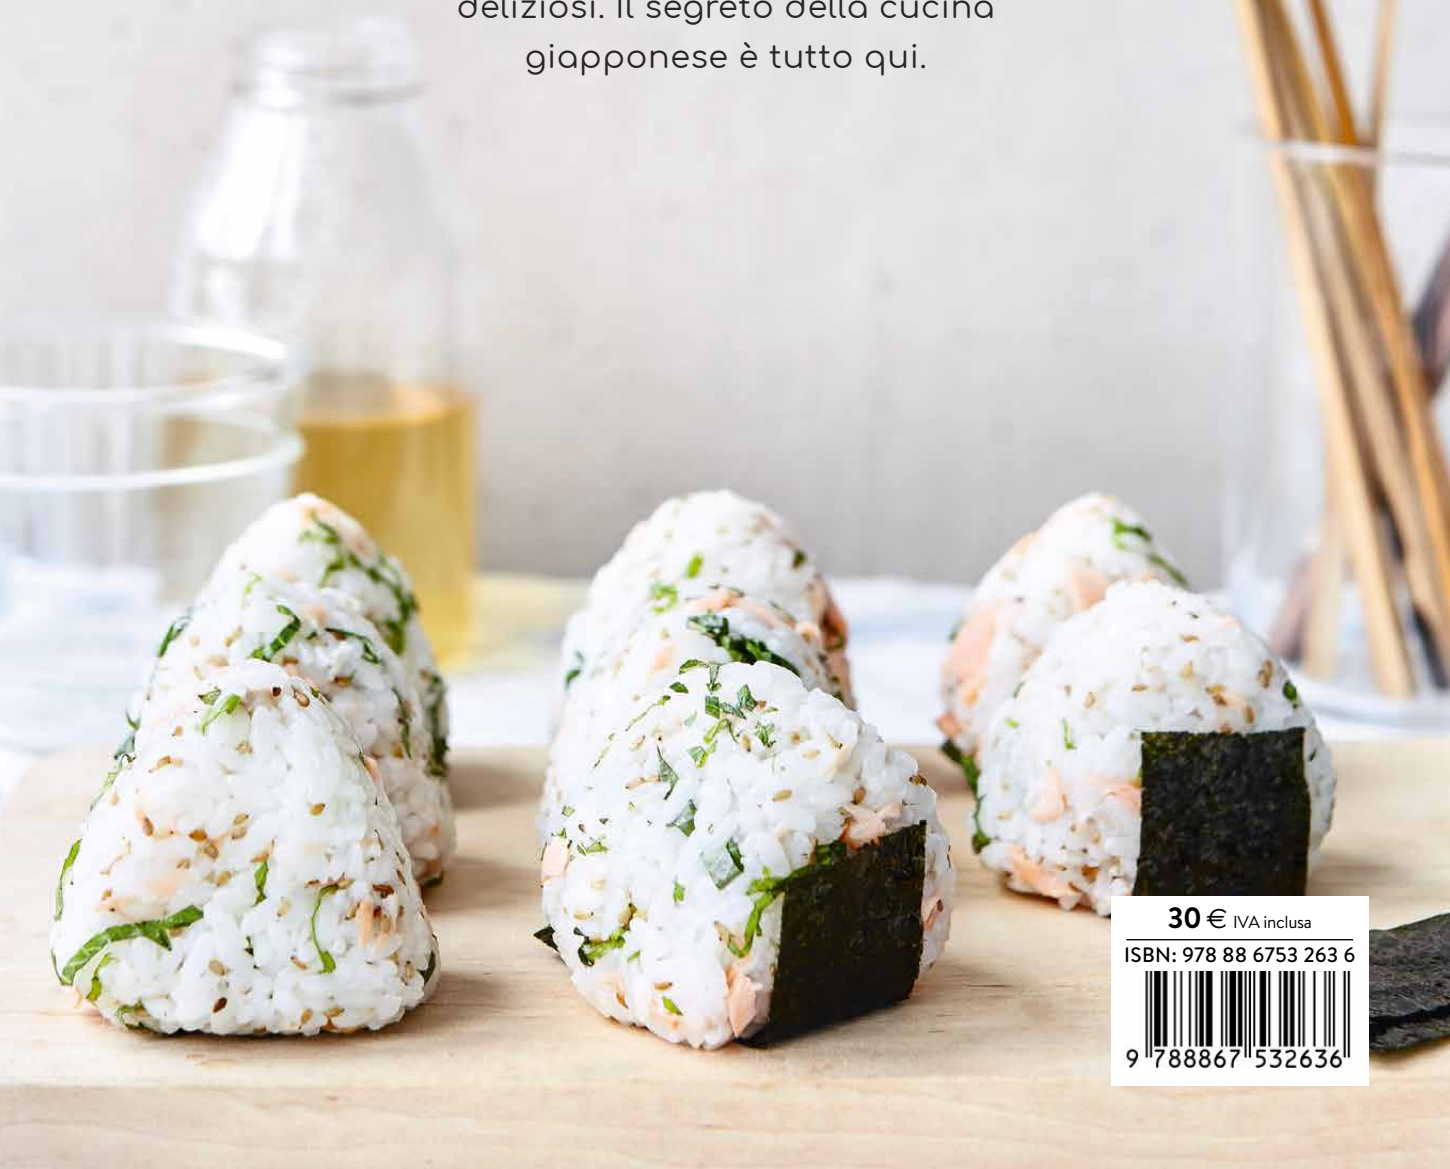 deliziosi. Il segreto della cucina
giapponese è tutto qui.
30 € IVA inclusa
ISBN: 978 88 6753 263 6
9 788867 532636